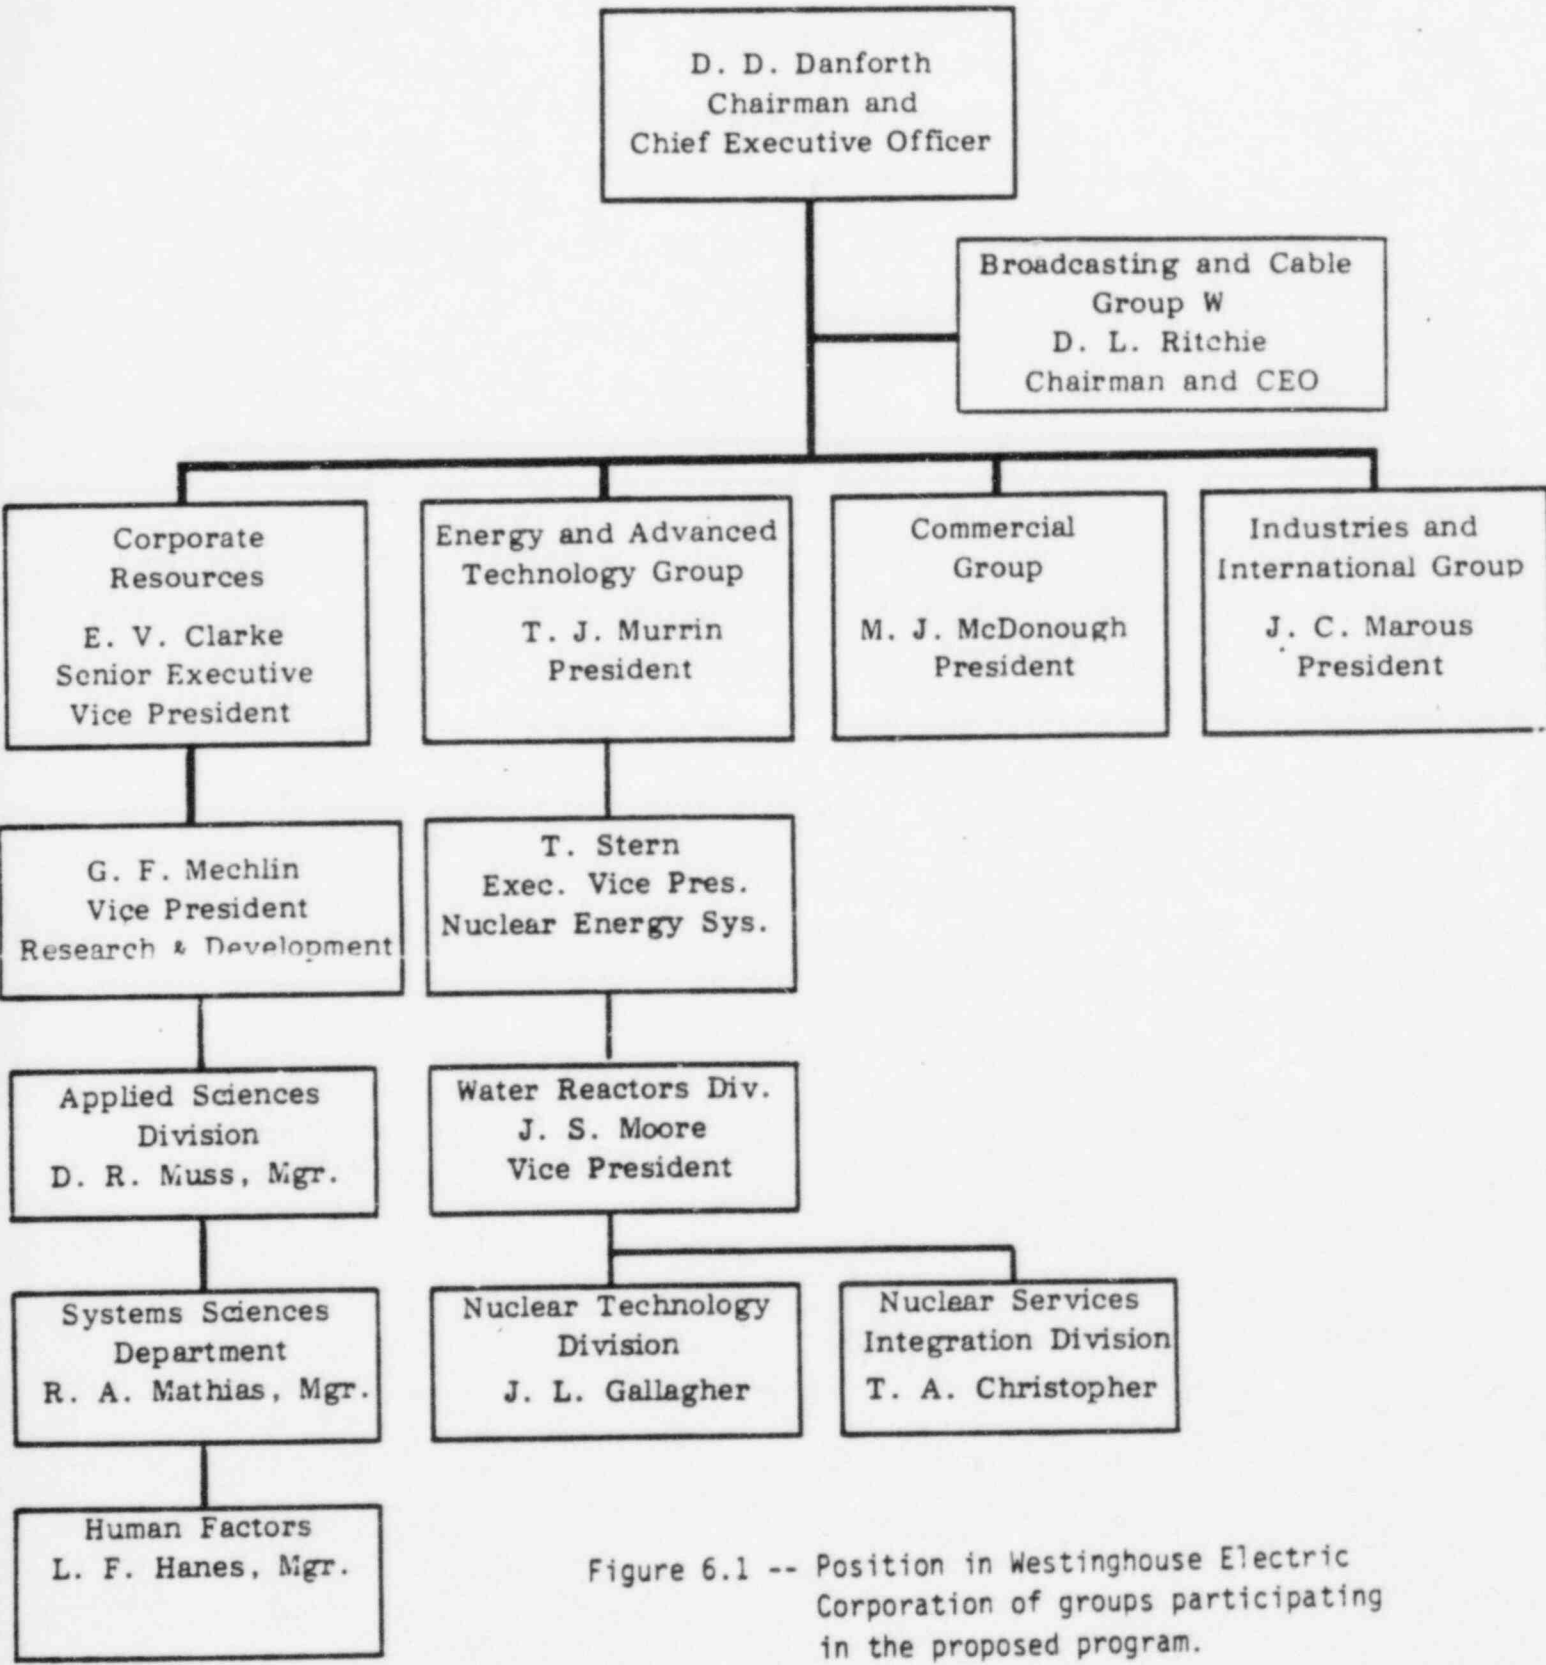 D. D. Danforth
Chairman and
Chief Executive Officer
Broadcasting and Cable
Group W
D. L. Ritchie
Chairman and CEO
Corporate
Resources
E. V. Clarke
Senior Executive
Vice President
Energy and Advanced
Technology Group
T. J. Murrin
President
Commercial
Group
M. J. McDonough
President
Industries and
International Group
J. C. Marous
President
G. F. Mechlin
Vice President
Research & Development
T. Stern
Exec. Vice Pres.
Nuclear Energy Sys.
Applied Sciences
Division
D. R. Muss, Mgr.
Water Reactors Div.
J. S. Moore
Vice President
Systems Sciences
Department
R. A. Mathias, Mgr.
Nuclear Technology
Division
J. L. Gallagher
Nuclear Services
Integration Division
T. A. Christopher
Human Factors
L. F. Hanes, Mgr.
Figure 6.1 -- Position in Westinghouse Electric
Corporation of groups participating
in the proposed program.